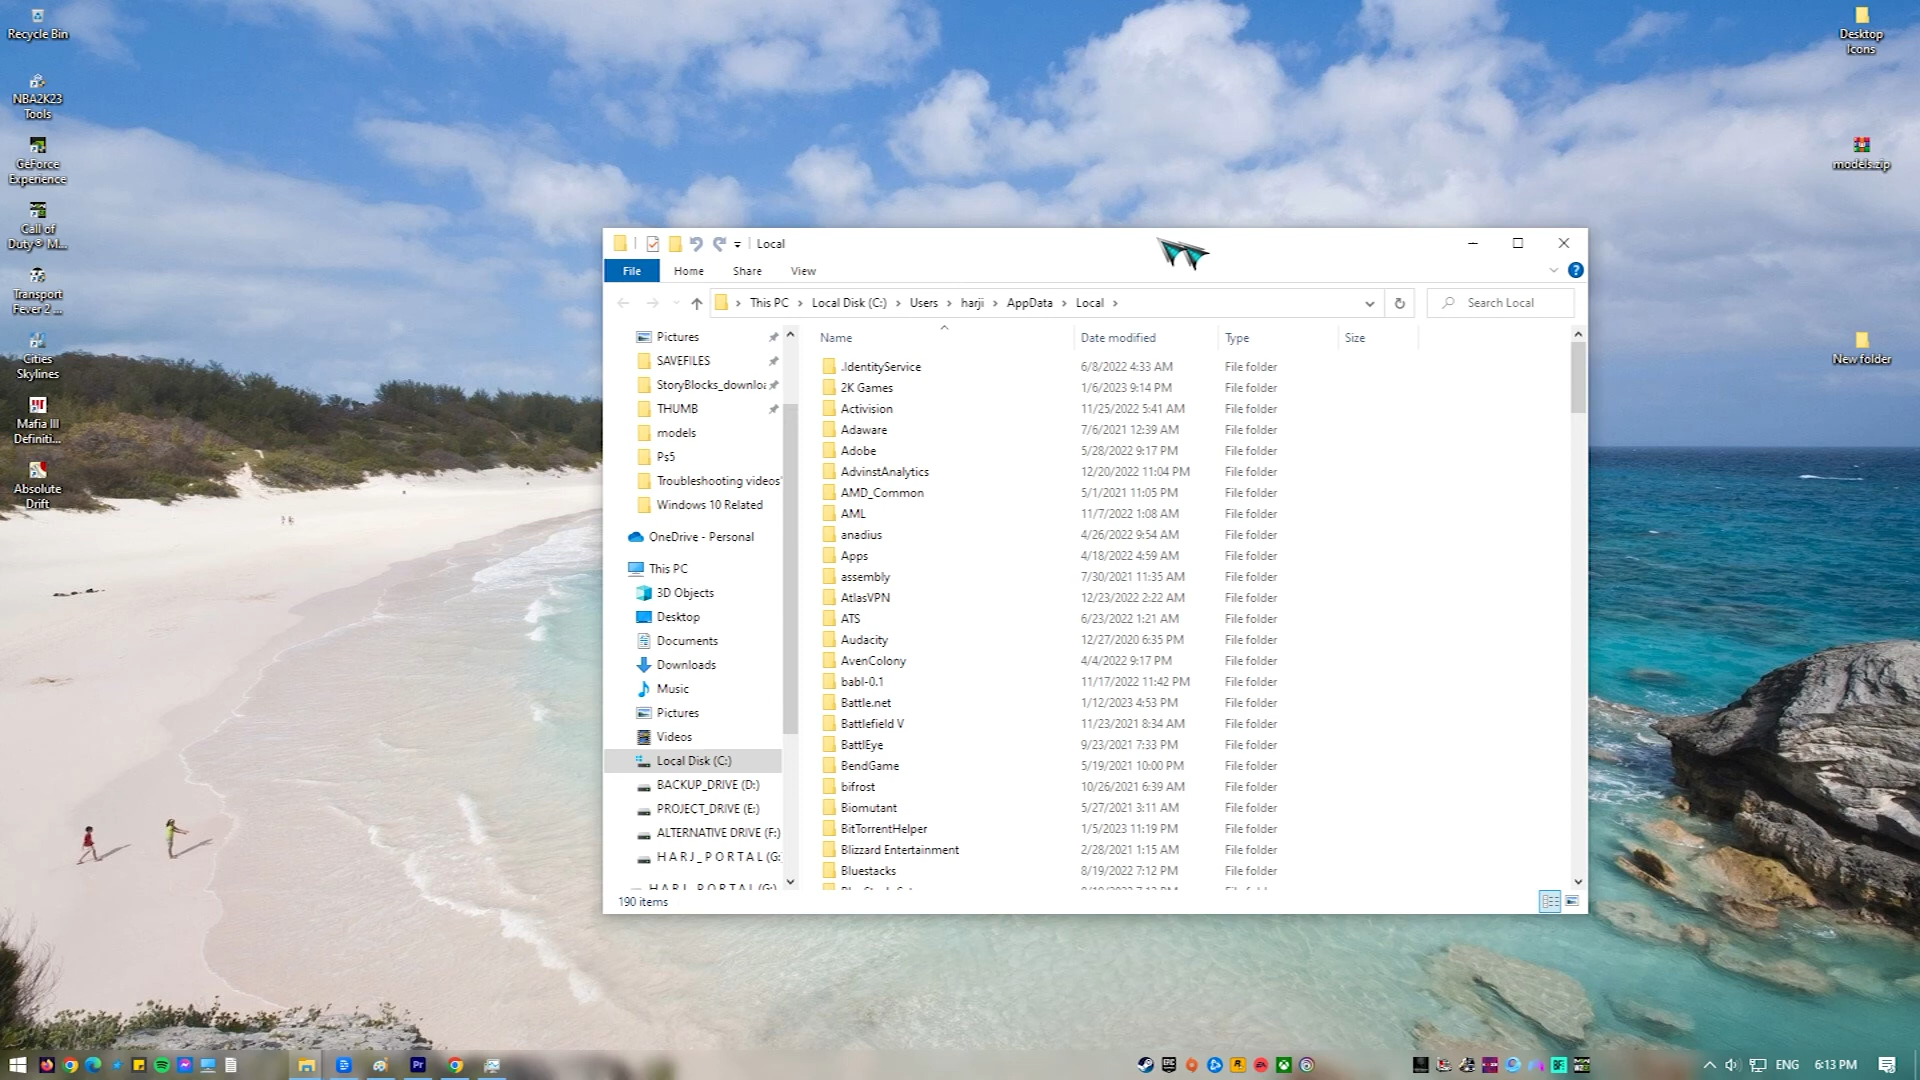 Recycle Bin
NBA2K23
Tools
GeForce
Experience
Call of
Duty® M...
Transport
Fever 2 ...
Cities
Skylines
Mafia III
Definiti...
Absolute
Drift
Desktop
Icons
models.zip
New folder
Local
File Home Share View
This PC › Local Disk (C:) › Users › harji › AppData › Local ›
Search Local
Pictures
SAVEFILES
StoryBlocks_downloa
THUMB
models
Ps5
Troubleshooting videos
Windows 10 Related
OneDrive - Personal
This PC
3D Objects
Desktop
Documents
Downloads
Music
Pictures
Videos
Local Disk (C:)
BACKUP_DRIVE (D:)
PROJECT_DRIVE (E:)
ALTERNATIVE DRIVE (F:)
H A R J _ P O R T A L (G:
H A R J _ P O R T A L (G:)
Name Date modified Type Size
.IdentityService 6/8/2022 4:33 AM File folder
2K Games 1/6/2023 9:14 PM File folder
Activision 11/25/2022 5:41 AM File folder
Adaware 7/6/2021 12:39 AM File folder
Adobe 5/28/2022 9:17 PM File folder
AdvinstAnalytics 12/20/2022 11:04 PM File folder
AMD_Common 5/1/2021 11:05 PM File folder
AML 11/7/2022 1:08 AM File folder
anadius 4/26/2022 9:54 AM File folder
Apps 4/18/2022 4:59 AM File folder
assembly 7/30/2021 11:35 AM File folder
AtlasVPN 12/23/2022 2:22 AM File folder
ATS 6/23/2022 1:21 AM File folder
Audacity 12/27/2020 6:35 PM File folder
AvenColony 4/4/2022 9:17 PM File folder
babl-0.1 11/17/2022 11:42 PM File folder
Battle.net 1/12/2023 4:53 PM File folder
Battlefield V 11/23/2021 8:34 AM File folder
BattlEye 9/23/2021 7:33 PM File folder
BendGame 5/19/2021 10:00 PM File folder
bifrost 10/26/2021 6:39 AM File folder
Biomutant 5/27/2021 3:11 AM File folder
BitTorrentHelper 1/5/2023 11:19 PM File folder
Blizzard Entertainment 2/28/2021 1:15 AM File folder
Bluestacks 8/19/2022 7:12 PM File folder
190 items
Pr
ENG
6:13 PM